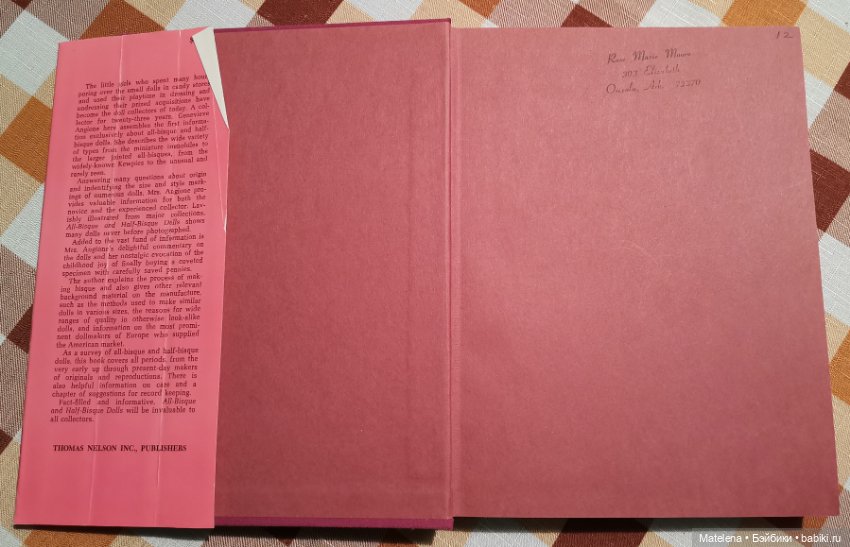 The little girls who spent many hours
poring over the small dolls in candy stores
and used their playtime in dressing and
undressing their prized acquisitions have
become the doll collectors of today. A col-
lector for twenty-three years, Genevieve
Angione here assembles the first informa-
tion exclusively about all-bisque and half-
bisque dolls. She describes the wide variety
of types from the miniature immobiles to
the larger jointed all-bisques, from the
widely-known Kewpies to the unusual and
rarely seen.
Answering many questions about origin
and indentifying the size and style mark-
ings of numerous dolls, Mrs. Angione pro-
vides valuable information for both the
novice and the experienced collector. Lav-
ishly illustrated from major collections,
All-Bisque and Half-Bisque Dolls shows
many dolls never before photographed.
Added to the vast fund of information is
Mrs. Angione's delightful commentary on
the dolls and her nostalgic evocation of the
childhood joy of finally buying a coveted
specimen with carefully saved pennies.
The author explains the process of mak-
ing bisque and also gives other relevant
background material on the manufacture,
such as the methods used to make similar
dolls in various sizes, the reasons for wide
ranges of quality in otherwise look-alike
dolls, and information on the most promi-
nent dollmakers of Europe who supplied
the American market.
As a survey of all-bisque and half-bisque
dolls, this book covers all periods, from the
very early up through present-day makers
of originals and reproductions. There is
also helpful information on care and a
chapter of suggestions for record keeping.
Fact-filled and informative, All-Bisque
and Half-Bisque Dolls will be invaluable to
all collectors.
THOMAS NELSON INC., PUBLISHERS
12
Rose Marie Moore
303 Elizabeth
Osceola, Ark. 72370
Matelena • Бэйбики • babiki.ru